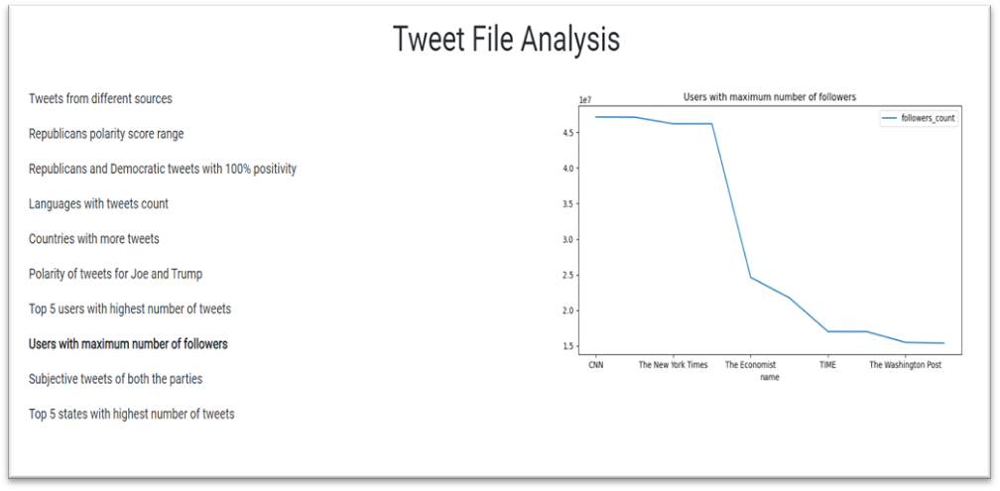 Tweet File Analysis
Tweets from different sources
Republicans polarity score range
Republicans and Democratic tweets with 100% positivity
Languages with tweets count
Countries with more tweets
Polarity of tweets for Joe and Trump
Top 5 users with highest number of tweets
Users with maximum number of followers
Subjective tweets of both the parties
Top 5 states with highest number of tweets
Users with maximum number of followers
1e7
followers_count
4.5
4.0
3.5
3.0
2.5
2.0
1.5
CNN The New York Times The Economist TIME The Washington Post
name